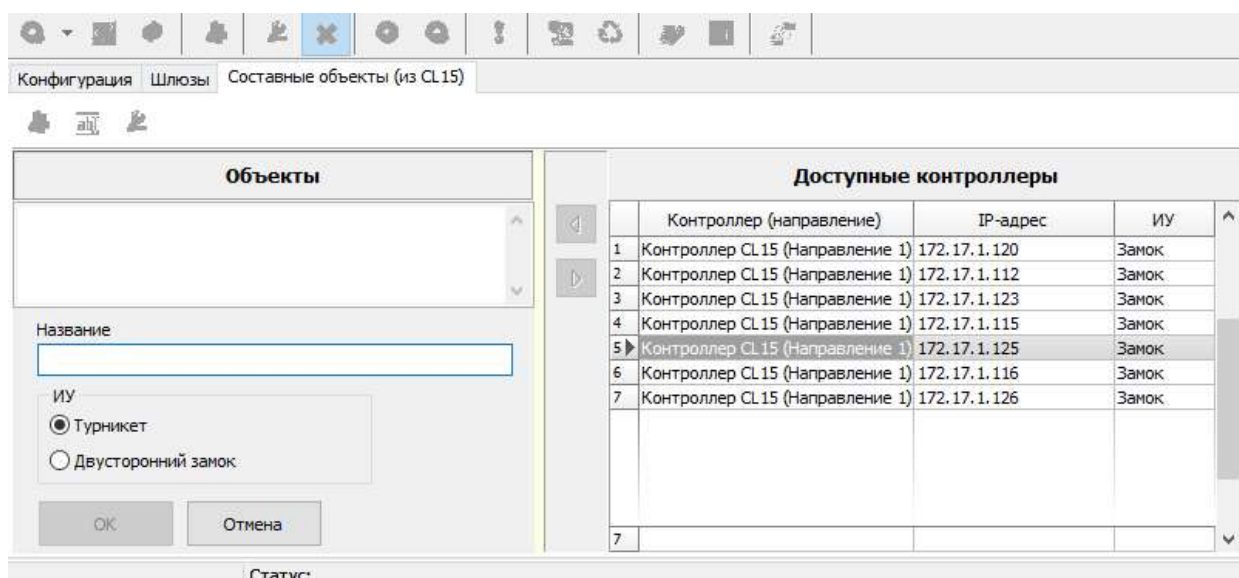 Конфигурация Шлюзы Составные объекты (из CL15)
ab
Объекты
Название
ИУ
Турникет
Двусторонний замок
OK Отмена
Доступные контроллеры
Контроллер (направление) IP-адрес ИУ
1 Контроллер CL15 (Направление 1) 172.17.1.120 Замок
2 Контроллер CL15 (Направление 1) 172.17.1.112 Замок
3 Контроллер CL15 (Направление 1) 172.17.1.123 Замок
4 Контроллер CL15 (Направление 1) 172.17.1.115 Замок
5 Контроллер CL15 (Направление 1) 172.17.1.125 Замок
6 Контроллер CL15 (Направление 1) 172.17.1.116 Замок
7 Контроллер CL15 (Направление 1) 172.17.1.126 Замок
7
Статус: